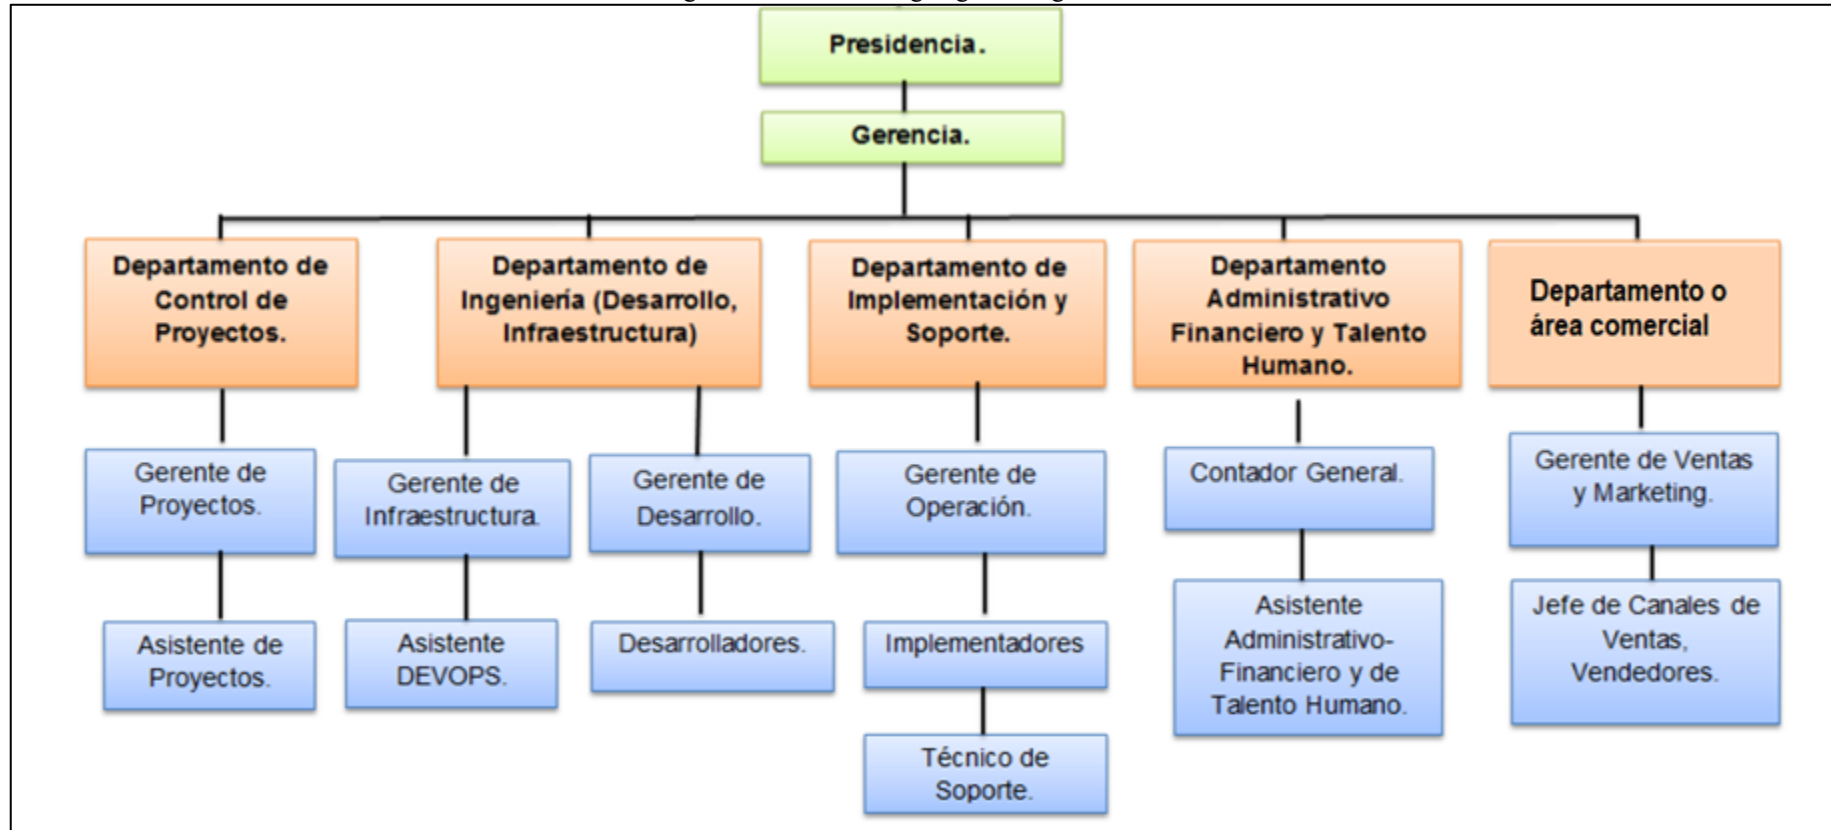 Presidencia.
Gerencia.
Departamento de
Control de
Proyectos.
Departamento de
Ingeniería (Desarrollo,
Infraestructura)
Departamento de
Implementación y
Soporte.
Departamento
Administrativo
Financiero y Talento
Humano.
Departamento o
área comercial
Gerente de
Proyectos.
Gerente de
Infraestructura.
Gerente de
Desarrollo.
Gerente de
Operación.
Contador General.
Gerente de Ventas
y Marketing.
Asistente de
Proyectos.
Asistente
DEVOPS.
Desarrolladores.
Implementadores
Asistente
Administrativo-
Financiero y de
Talento Humano.
Jefe de Canales de
Ventas,
Vendedores.
Técnico de
Soporte.